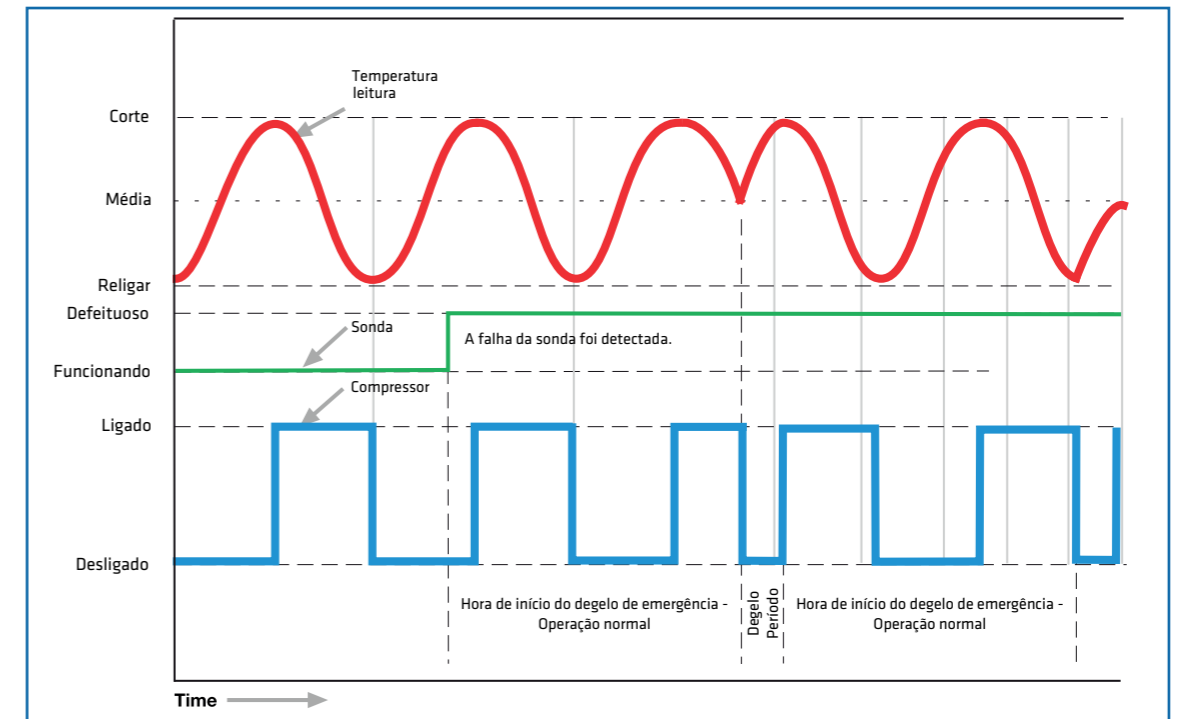 Temperatura
leitura
Corte
Média
Religar
Defeituoso
Sonda
A falha da sonda foi detectada.
Funcionando
Compressor
Ligado
Desligado
Hora de início do degelo de emergência -
Operação normal
Degelo
Período
Hora de início do degelo de emergência -
Operação normal
Time